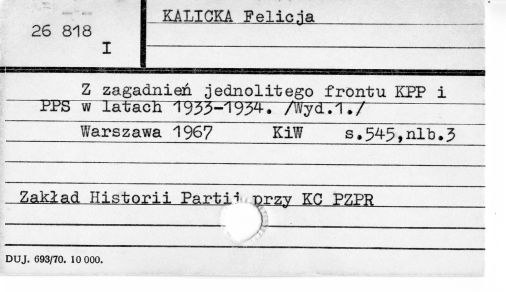 26 818
I
KALICKA Felicja
Z zagadnień jednolitego frontu KPP i
PPS w latach 1933-1934. /Wyd.1./
Warszawa 1967 KiW s.545,nlb.3
Zakład Historii Partii przy KC PZPR
DUJ. 693/70. 10 000.